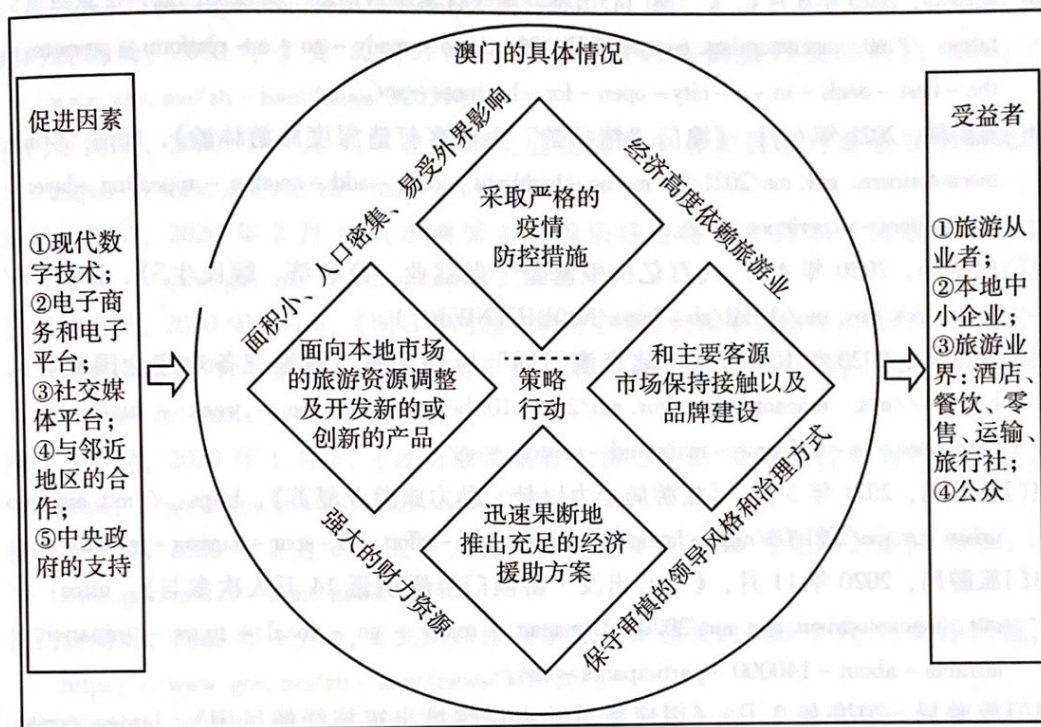 澳门的具体情况
促进因素
①现代数
字技术；
②电子商
务和电子
平台；
③社交媒
体平台；
④与邻近
地区的合
作；
⑤中央政
府的支持
面积小、人口密集、易受外界影响
经济高度依赖旅游业
强大的财力资源
保守审慎的领导风格和治理方式
采取严格的
疫情
防控措施
面向本地市场
的旅游资源调整
及开发新的或
创新的产品
策略
行动
和主要客源
市场保持接触以及
品牌建设
迅速果断地
推出充足的经济
援助方案
受益者
①旅游从
业者；
②本地中
小企业；
③旅游业
界：酒店、
餐饮、零
售、运输、
旅行社；
④公众